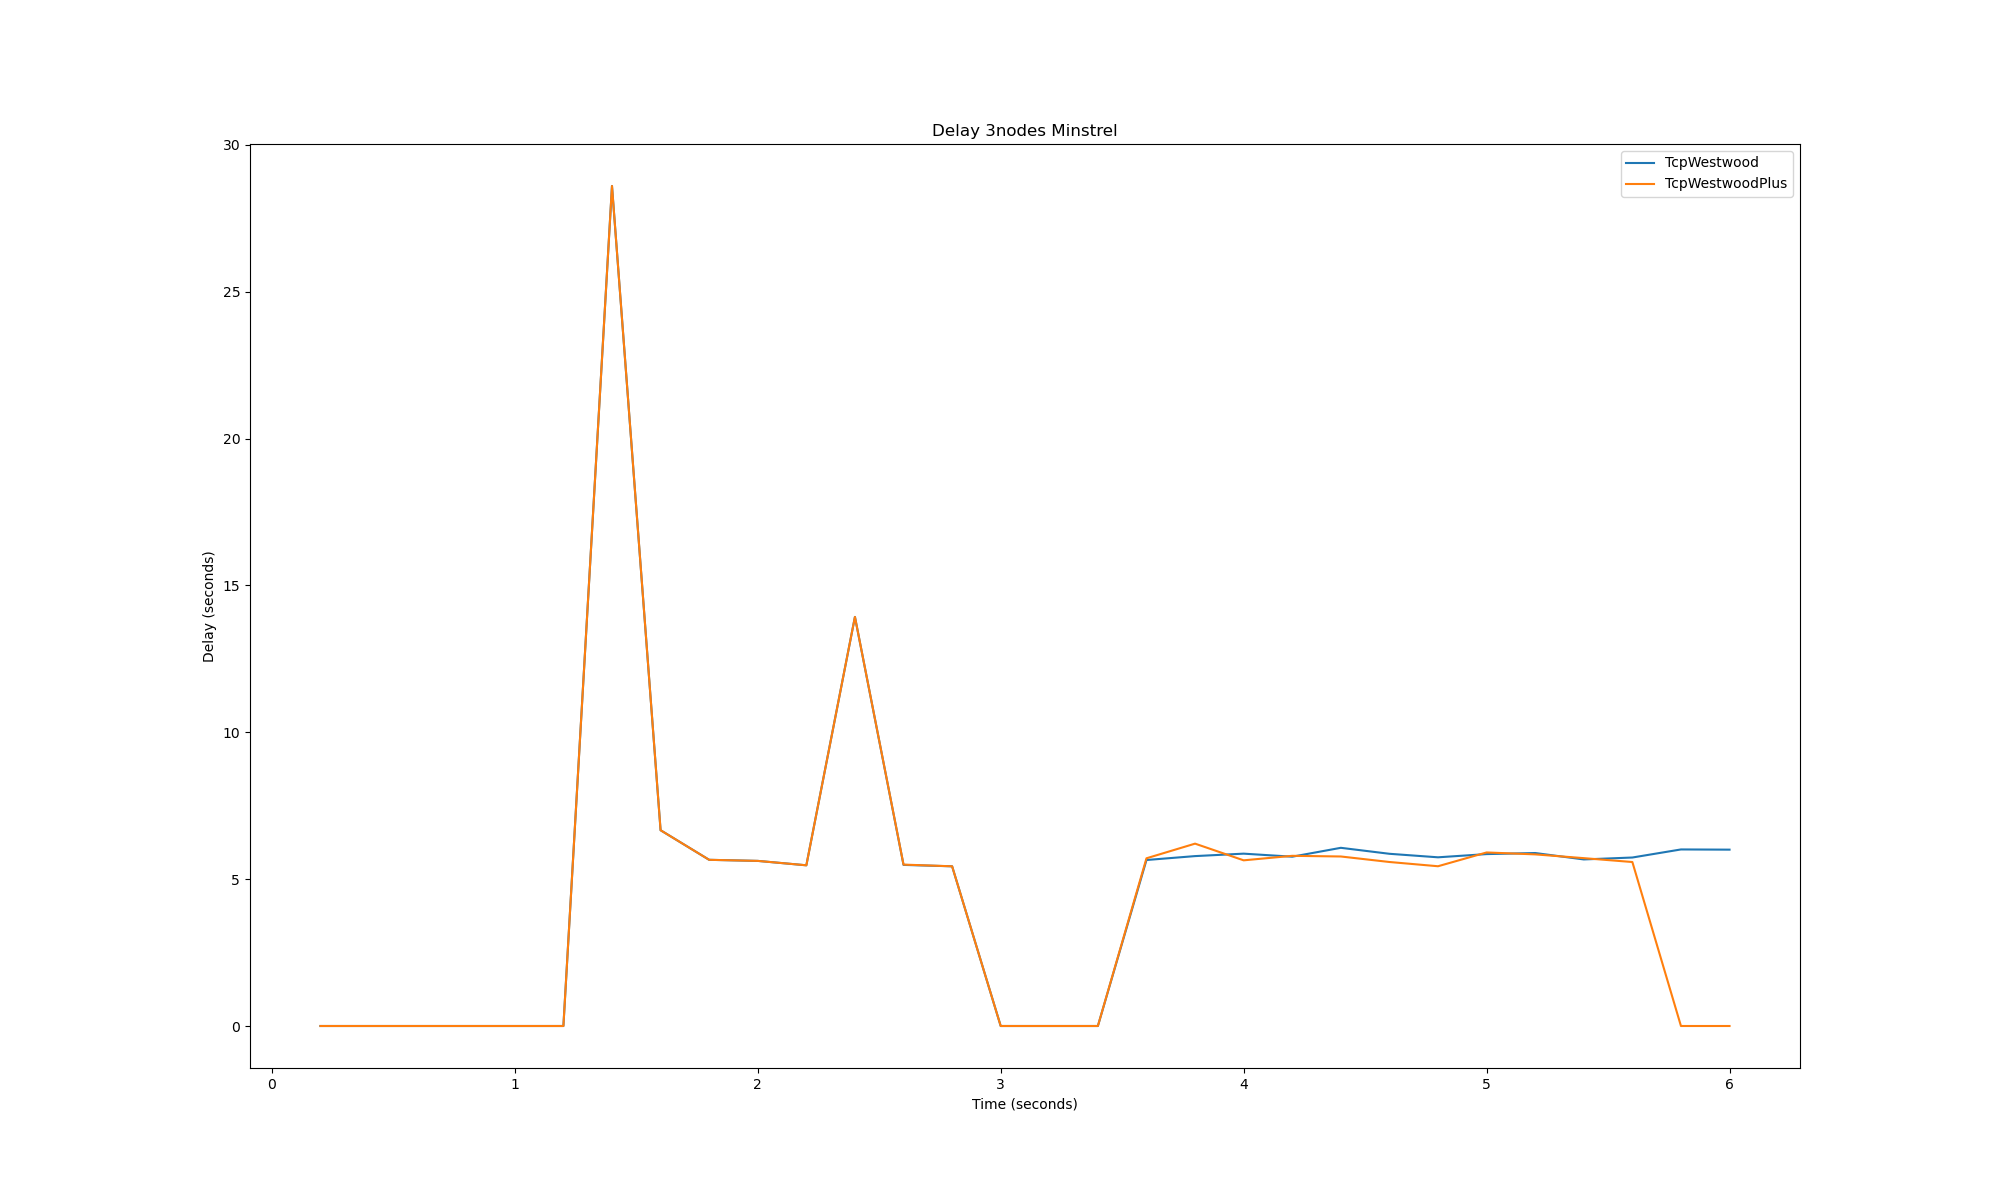 Delay 3nodes Minstrel
TcpWestwood
TcpWestwoodPlus
30
25
20
15
10
5
0
Delay (seconds)
0 1 2 3 4 5 6
Time (seconds)